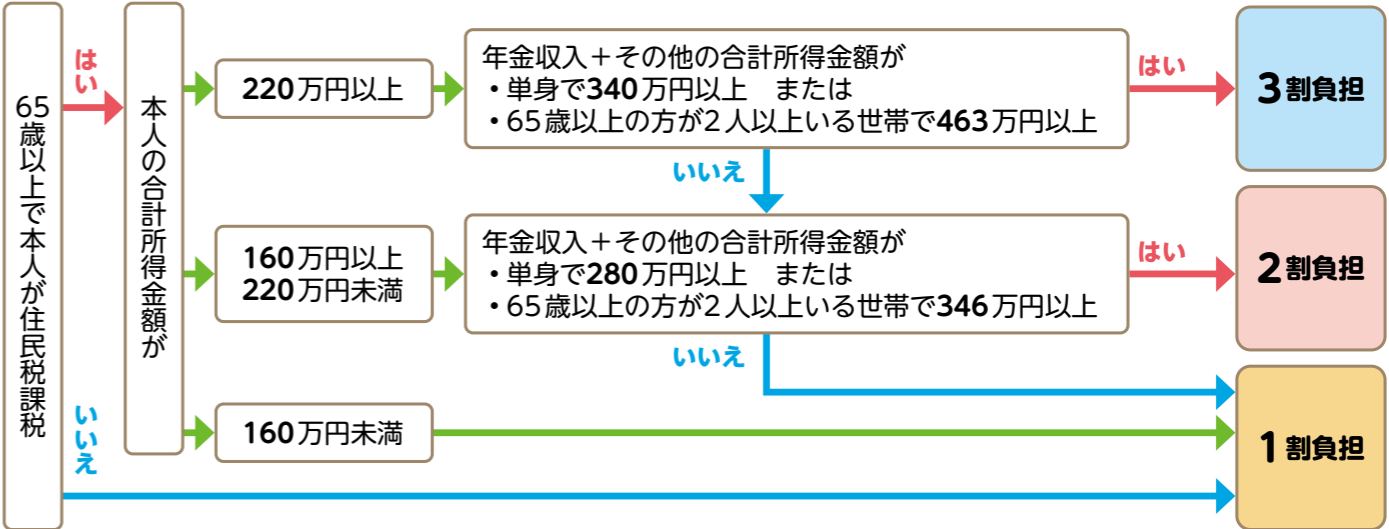 65歳以上で本人が住民税課税
はい
いいえ
本人の合計所得金額が
220万円以上
年金収入＋その他の合計所得金額が
・単身で340万円以上　または
・65歳以上の方が2人以上いる世帯で463万円以上
はい
3割負担
いいえ
160万円以上
220万円未満
年金収入＋その他の合計所得金額が
・単身で280万円以上　または
・65歳以上の方が2人以上いる世帯で346万円以上
はい
2割負担
いいえ
160万円未満
1割負担